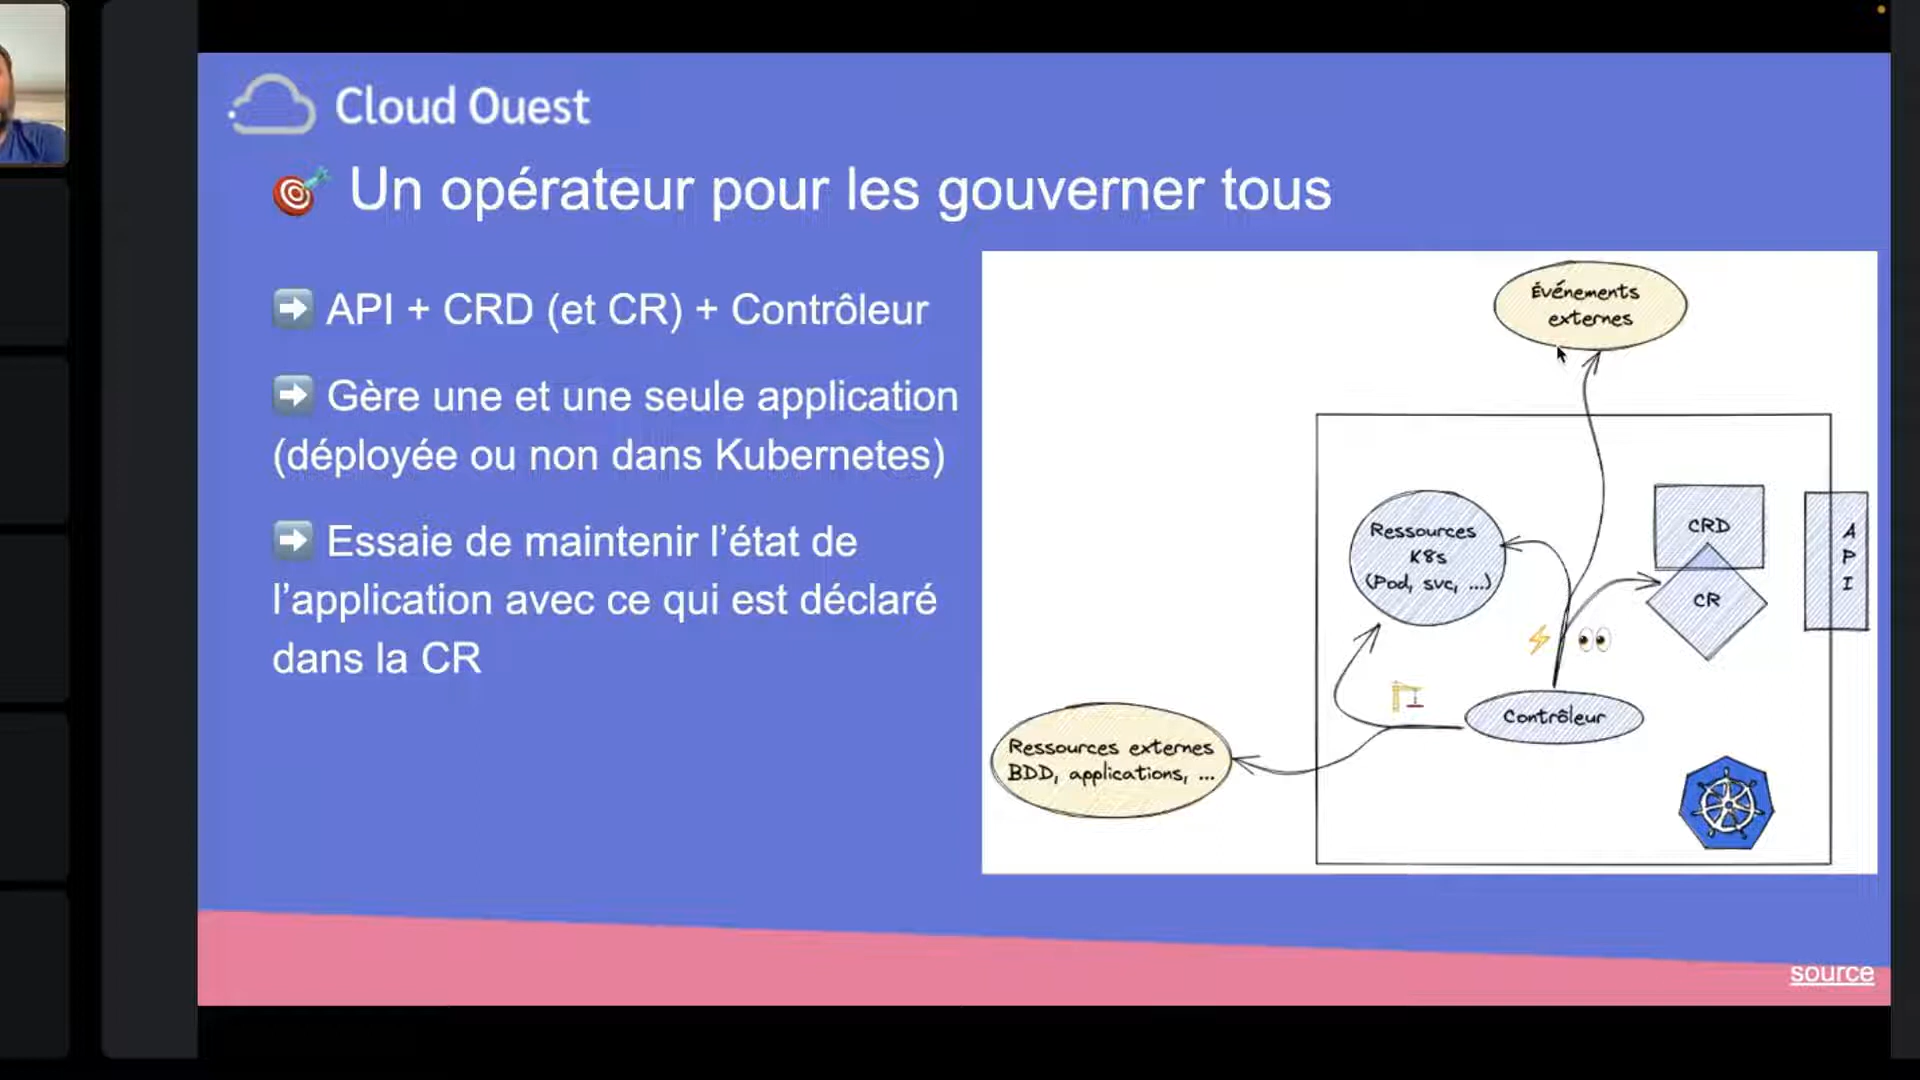 Cloud Ouest
Un opérateur pour les gouverner tous
API + CRD (et CR) + Contrôleur
Gère une et une seule application
(déployée ou non dans Kubernetes)
Essaie de maintenir l'état de
l'application avec ce qui est déclaré
dans la CR
Événements
externes
Ressources
K8s
(Pod, svc, ...)
CRD
CR
A
P
I
Contrôleur
Ressources externes
BDD, applications, ...
source